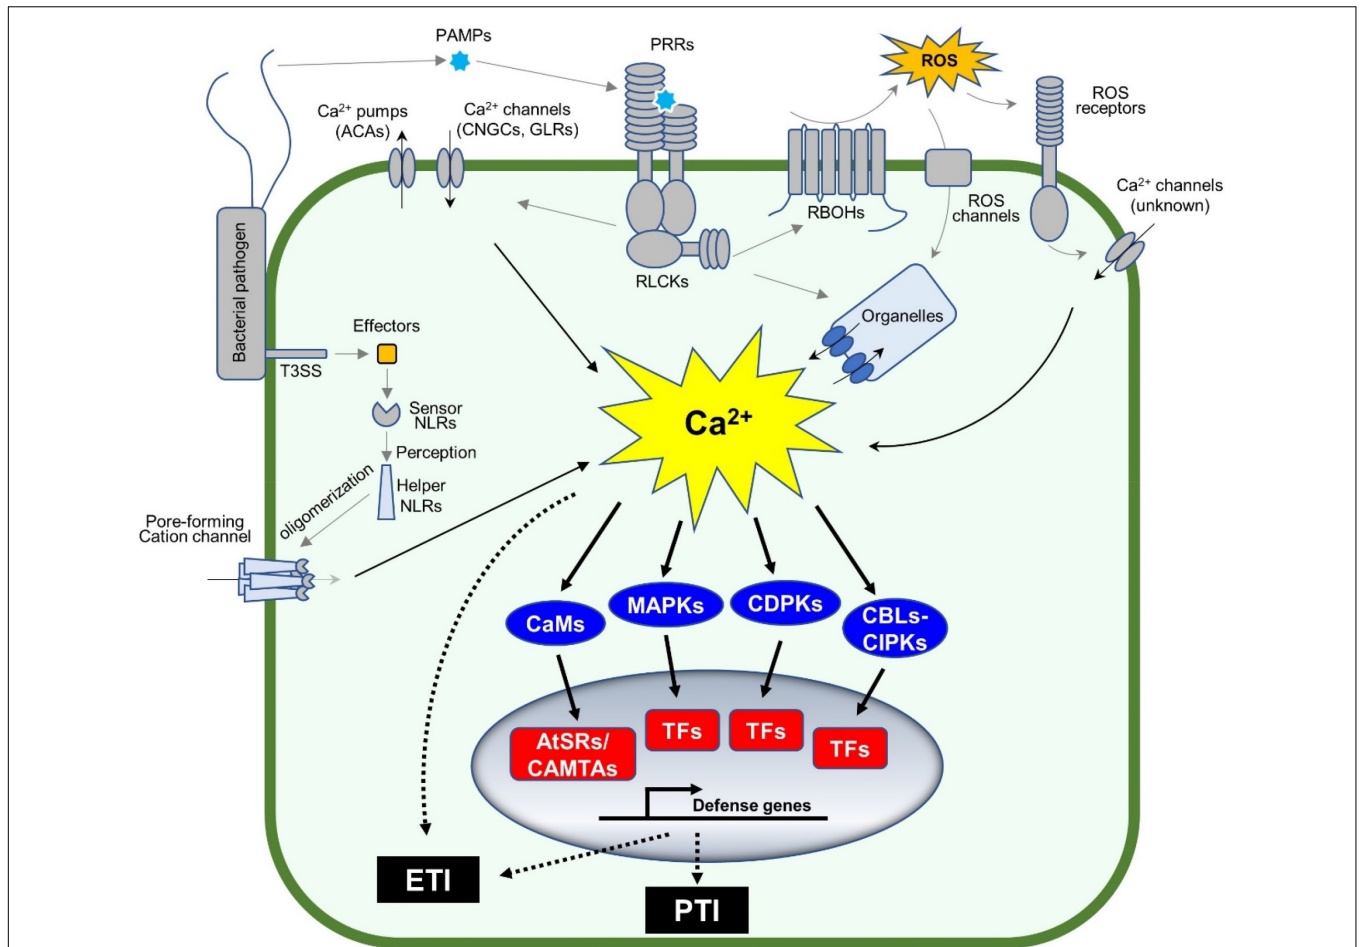 PAMPs
PRRs
ROS
ROS
receptors
Ca²⁺ pumps
(ACAs)
Ca²⁺ channels
(CNGCs, GLRs)
RBOHs
ROS
channels
Ca²⁺ channels
(unknown)
RLCKs
Bacterial pathogen
Organelles
Effectors
T3SS
Sensor
NLRs
Perception
Helper
NLRs
oligomerization
Pore-forming
Cation channel
Ca²⁺
CaMs
MAPKs
CDPKs
CBLs-
CIPKs
AtSRs/
CAMTAs
TFs
TFs
TFs
Defense genes
ETI
PTI